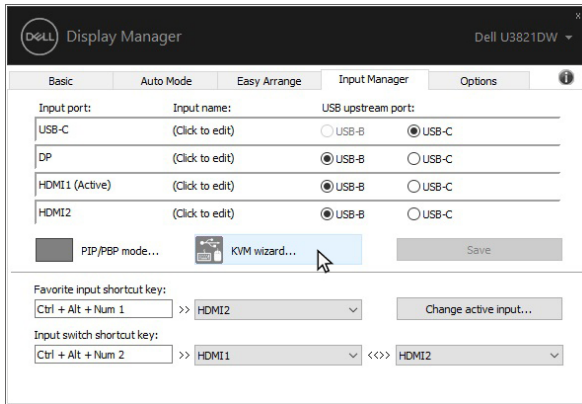 x
DELL Display Manager Dell U3821DW
Basic Auto Mode Easy Arrange Input Manager Options i
Input port: Input name: USB upstream port:
USB-C (Click to edit) USB-B USB-C
DP (Click to edit) USB-B USB-C
HDMI1 (Active) (Click to edit) USB-B USB-C
HDMI2 (Click to edit) USB-B USB-C
PIP/PBP mode... KVM wizard... Save
Favorite input shortcut key:
Ctrl + Alt + Num 1 >> HDMI2 Change active input...
Input switch shortcut key:
Ctrl + Alt + Num 2 >> HDMI1 <<>> HDMI2